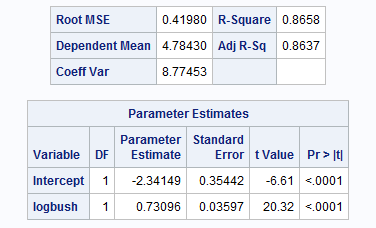 Root MSE 0.41980 R-Square 0.8658
Dependent Mean 4.78430 Adj R-Sq 0.8637
Coeff Var 8.77453
Parameter Estimates
Variable DF Parameter Estimate Standard Error t Value Pr > |t|
Intercept 1 -2.34149 0.35442 -6.61 <.0001
logbush 1 0.73096 0.03597 20.32 <.0001